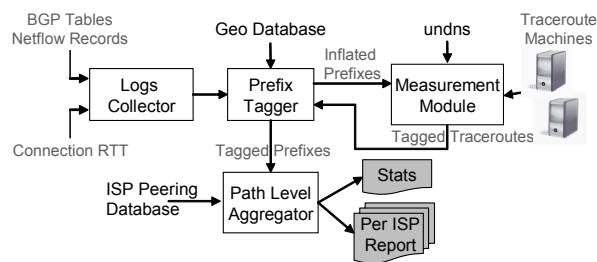 BGP Tables
Netflow Records
Geo Database
undns
Traceroute
Machines
Inflated
Prefixes
Logs
Collector
Prefix
Tagger
Measurement
Module
Connection RTT
Tagged Prefixes
Tagged Traceroutes
ISP Peering
Database
Path Level
Aggregator
Stats
Per ISP
Report